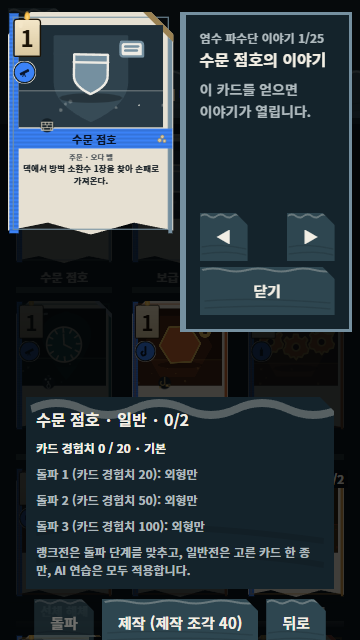 1
수문 점호
주문 · 오다 벨
덱에서 방벽 소환수 1장을 찾아 손패로
가져온다.
염수 파수단 이야기 1/25
수문 점호의 이야기
이 카드를 얻으면
이야기가 열립니다.
닫기
수문 점호
보급
1
1
/2
수문 점호 · 일반 · 0/2
카드 경험치 0 / 20 · 기본
돌파 1 (카드 경험치 20): 외형만
돌파 2 (카드 경험치 50): 외형만
돌파 3 (카드 경험치 100): 외형만
랭크전은 돌파 단계를 맞추고, 일반전은 고른 카드 한 종
만, AI 연습은 모두 적용합니다.
돌파
제작 (제작 조각 40)
뒤로